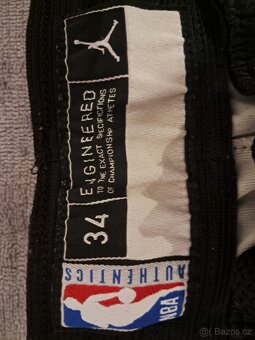 ENGINEERED
TO THE EXACT SPECIFICATIONS
OF CHAMPIONSHIP ATHLETES
34
NBA
AUTHENTICS
Bazos.cz